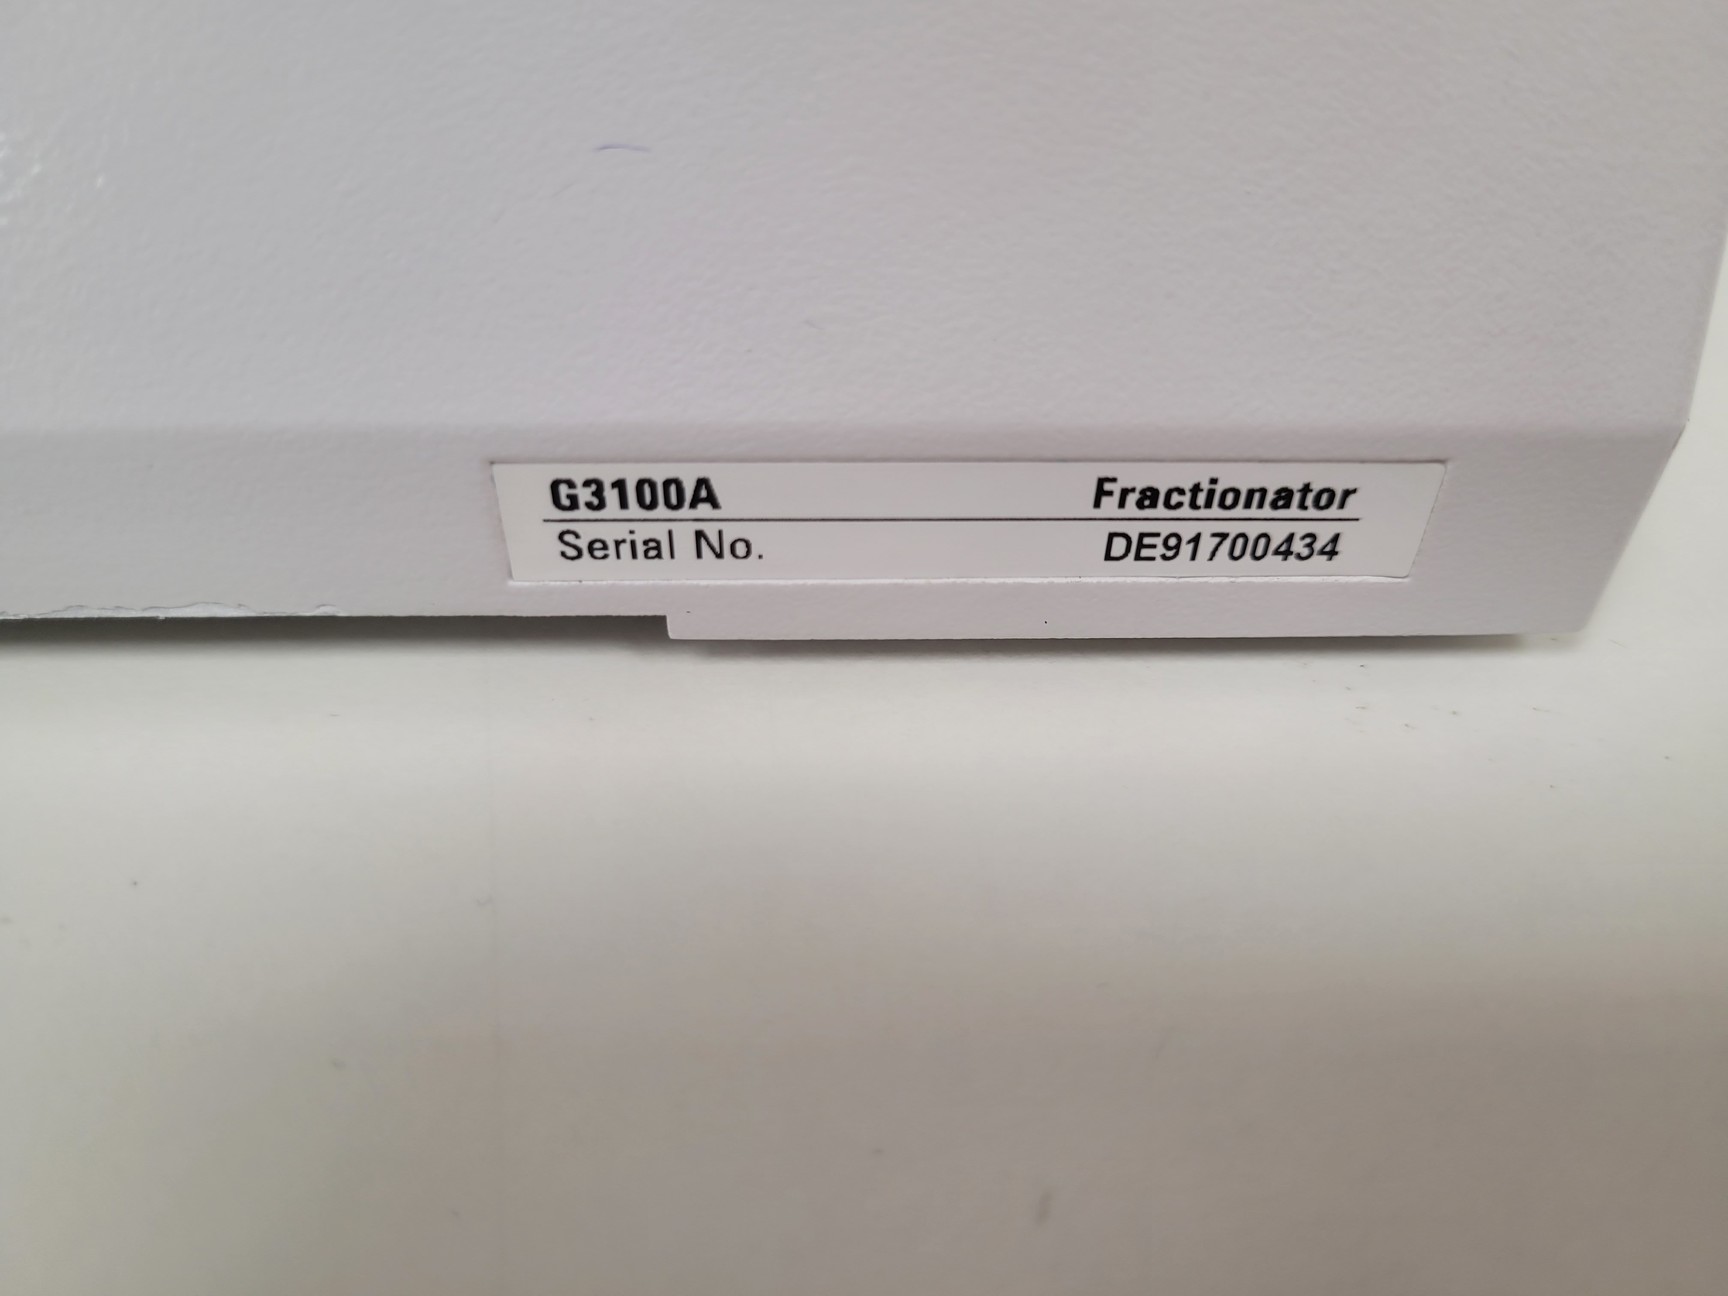 G3100A Fractionator
Serial No. DE91700434